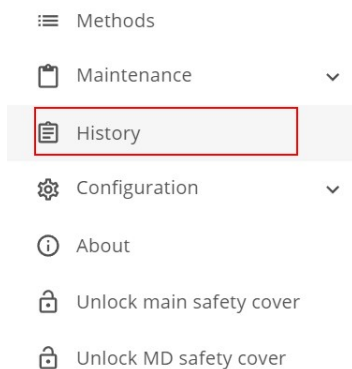 Methods
Maintenance
History
Configuration
About
Unlock main safety cover
Unlock MD safety cover